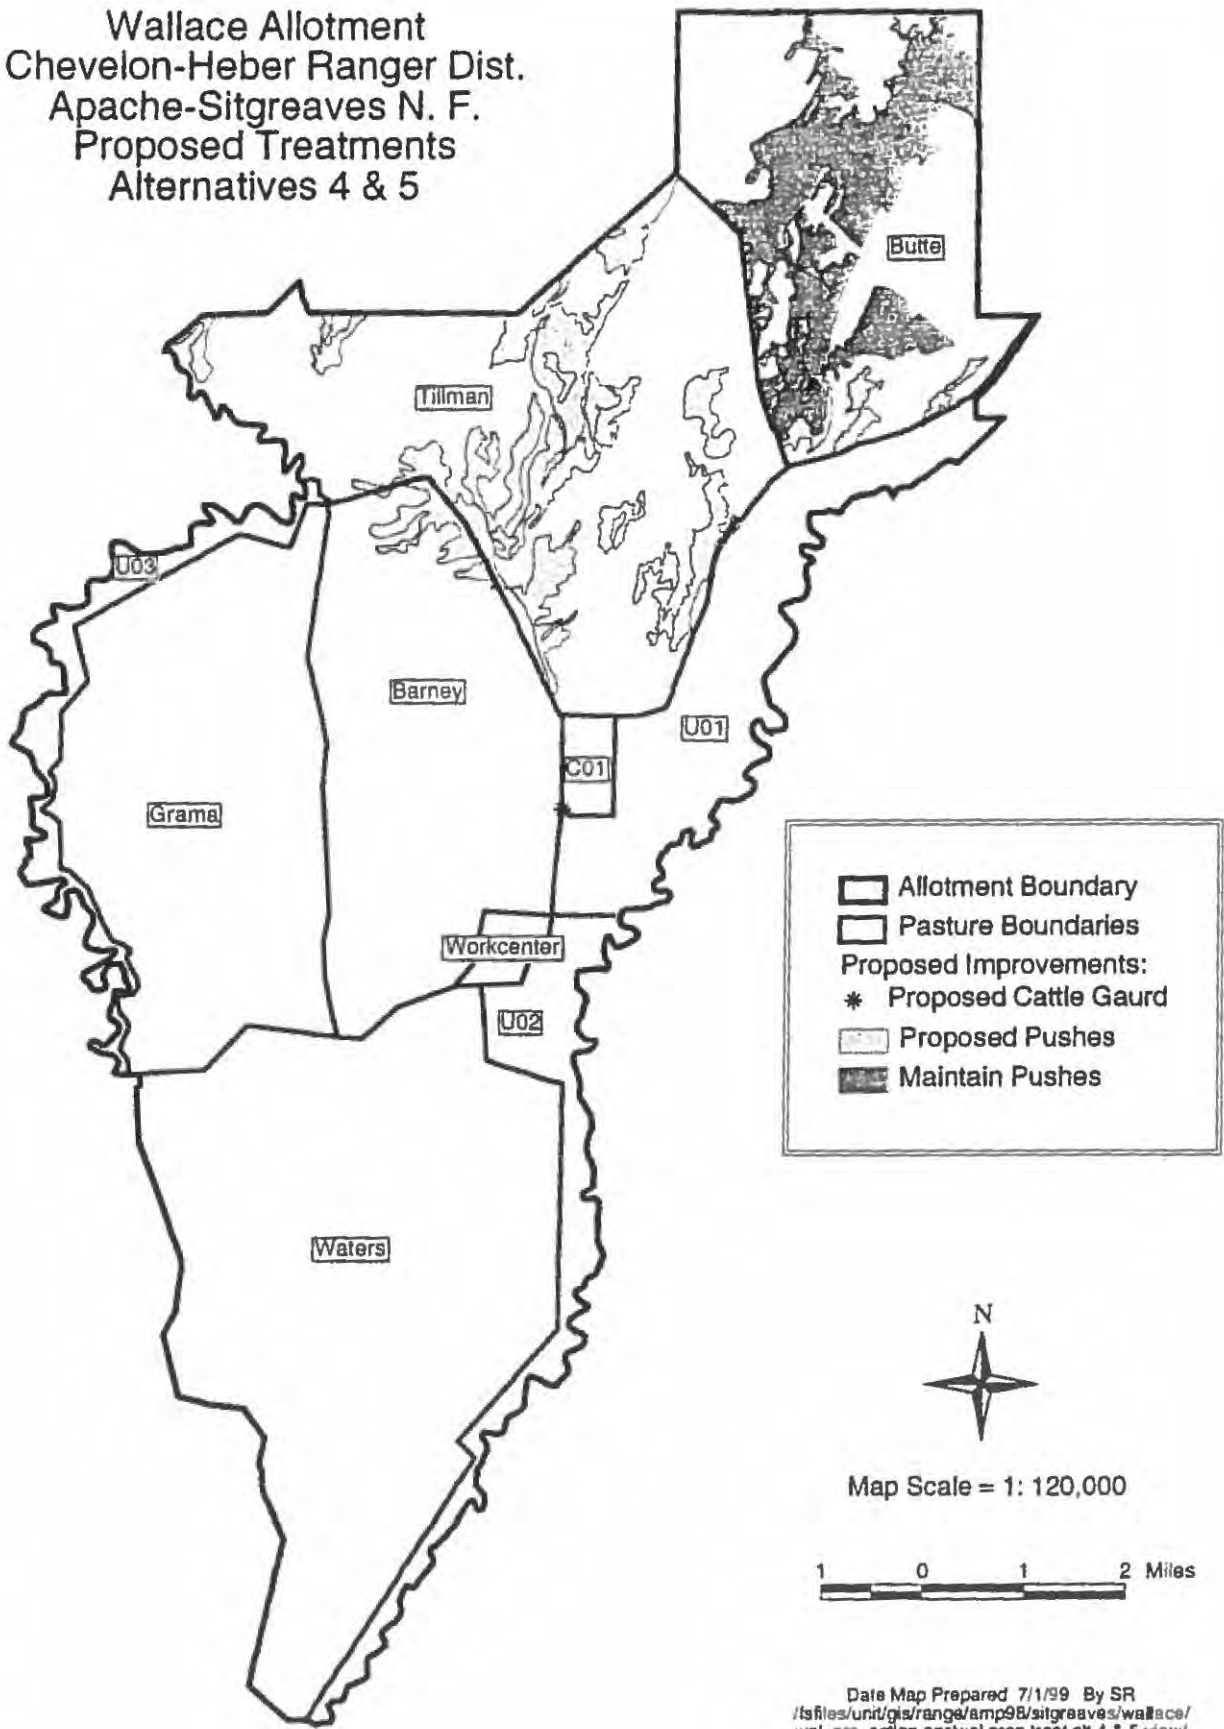 Wallace Allotment
Chevelon-Heber Ranger Dist.
Apache-Sitgreaves N. F.
Proposed Treatments
Alternatives 4 & 5
Butte
Tillman
U03
Barney
U01
C01
Grama
Workcenter
U02
Waters
Allotment Boundary
Pasture Boundaries
Proposed Improvements:
* Proposed Cattle Gaurd
Proposed Pushes
Maintain Pushes
N
Map Scale = 1: 120,000
1 0 1 2 Miles
Date Map Prepared 7/1/99 By SR
/fsfiles/unit/gis/range/amp98/sitgreaves/wallace/